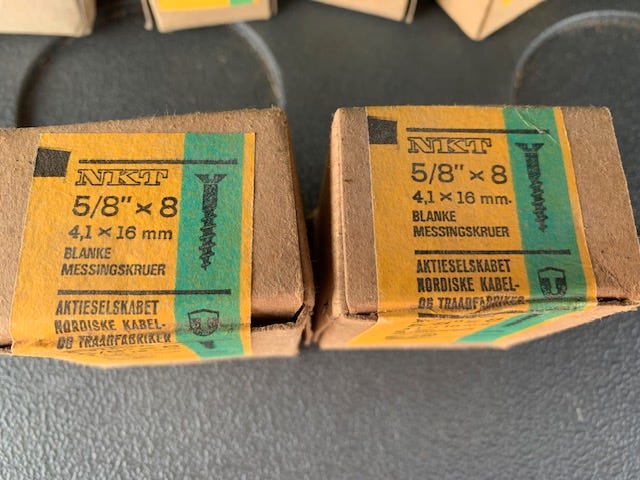 NKT
5/8" × 8
4,1 × 16 mm
BLANKE
MESSINGSKRUER
AKTIESELSKABET
NORDISKE KABEL-
OG TRAADFABRIKER
NKT
5/8" × 8
4,1 × 16 mm.
BLANKE
MESSINGSKRUER
AKTIESELSKABET
NORDISKE KABEL-
OG TRAADFABRIKER